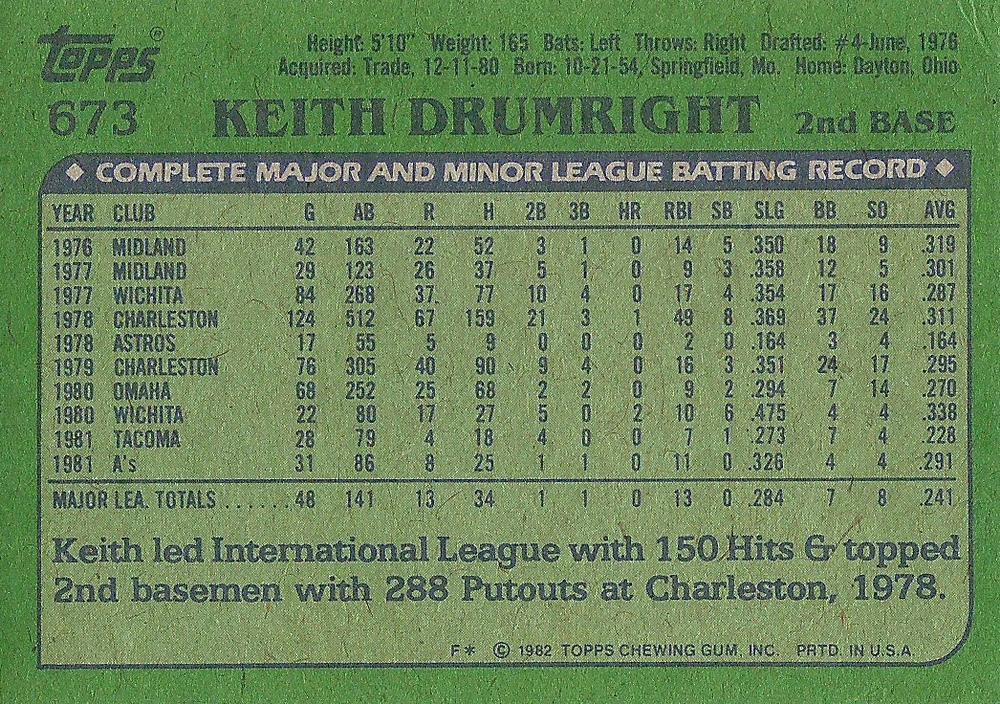 Topps®
Height: 5'10" Weight: 165 Bats: Left Throws: Right Drafted: #4-June, 1976
Acquired: Trade, 12-11-80 Born: 10-21-54, Springfield, Mo. Home: Dayton, Ohio
673 KEITH DRUMRIGHT 2nd BASE
◆ COMPLETE MAJOR AND MINOR LEAGUE BATTING RECORD ◆
YEAR CLUB G AB R H 2B 3B HR RBI SB SLG BB SO AVG
1976 MIDLAND 42 163 22 52 3 1 0 14 5 .350 18 9 .319
1977 MIDLAND 29 123 26 37 5 1 0 9 3 .358 12 5 .301
1977 WICHITA 84 268 37 77 10 4 0 17 4 .354 17 16 .287
1978 CHARLESTON 124 512 67 159 21 3 1 49 8 .369 37 24 .311
1978 ASTROS 17 55 5 9 0 0 0 2 0 .164 3 4 .164
1979 CHARLESTON 76 305 40 90 9 4 0 16 3 .351 24 17 .295
1980 OMAHA 68 252 25 68 2 2 0 9 2 .294 7 14 .270
1980 WICHITA 22 80 17 27 5 0 2 10 6 .475 4 4 .338
1981 TACOMA 28 79 4 18 4 0 0 7 1 .273 7 4 .228
1981 A's 31 86 8 25 1 1 0 11 0 .326 4 4 .291
MAJOR LEA. TOTALS ......48 141 13 34 1 1 0 13 0 .284 7 8 .241
Keith led International League with 150 Hits & topped
2nd basemen with 288 Putouts at Charleston, 1978.
F* © 1982 TOPPS CHEWING GUM, INC. PRTD. IN U.S.A.